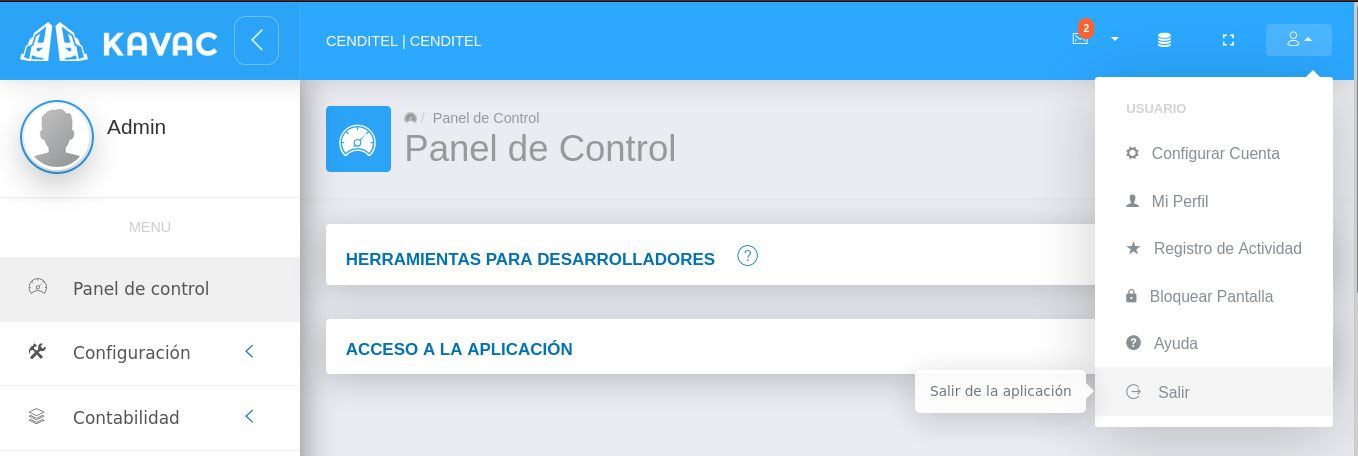 KAVAC
CENDITEL | CENDITEL
2
Admin
MENU
Panel de control
Configuración
Contabilidad
/ Panel de Control
Panel de Control
HERRAMIENTAS PARA DESARROLLADORES ?
ACCESO A LA APLICACIÓN
USUARIO
Configurar Cuenta
Mi Perfil
Registro de Actividad
Bloquear Pantalla
? Ayuda
Salir
Salir de la aplicación